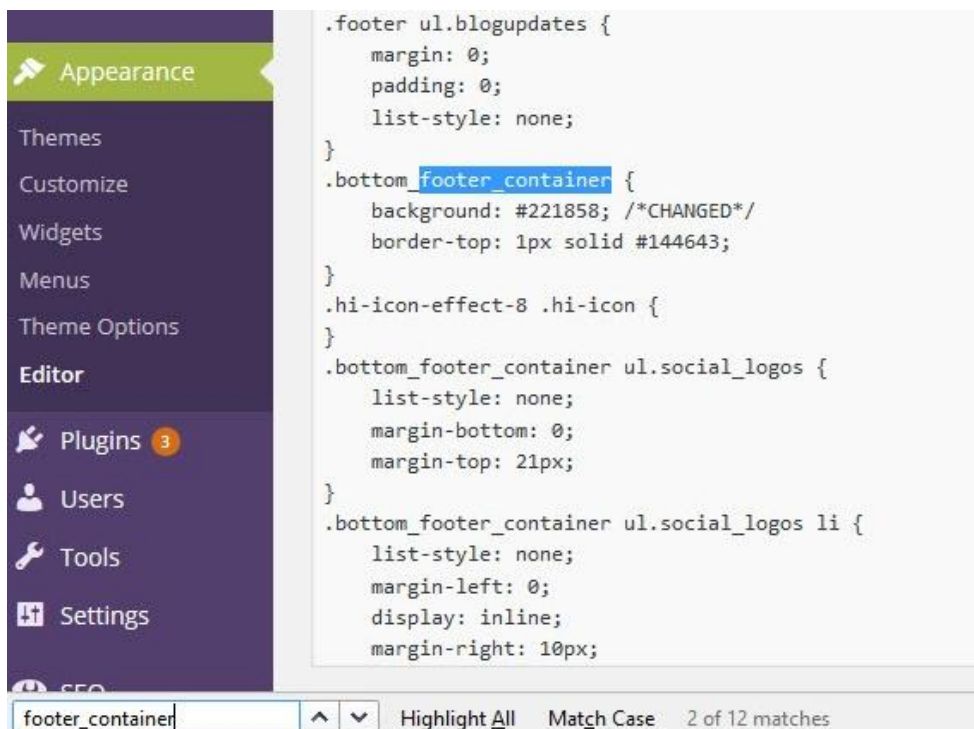 Appearance
Themes
Customize
Widgets
Menus
Theme Options
Editor
Plugins 3
Users
Tools
Settings
SEO
.footer ul.blogupdates {
    margin: 0;
    padding: 0;
    list-style: none;
}
.bottom_footer_container {
    background: #221858; /*CHANGED*/
    border-top: 1px solid #144643;
}
.hi-icon-effect-8 .hi-icon {
}
.bottom_footer_container ul.social_logos {
    list-style: none;
    margin-bottom: 0;
    margin-top: 21px;
}
.bottom_footer_container ul.social_logos li {
    list-style: none;
    margin-left: 0;
    display: inline;
    margin-right: 10px;
footer_container Highlight All Match Case 2 of 12 matches